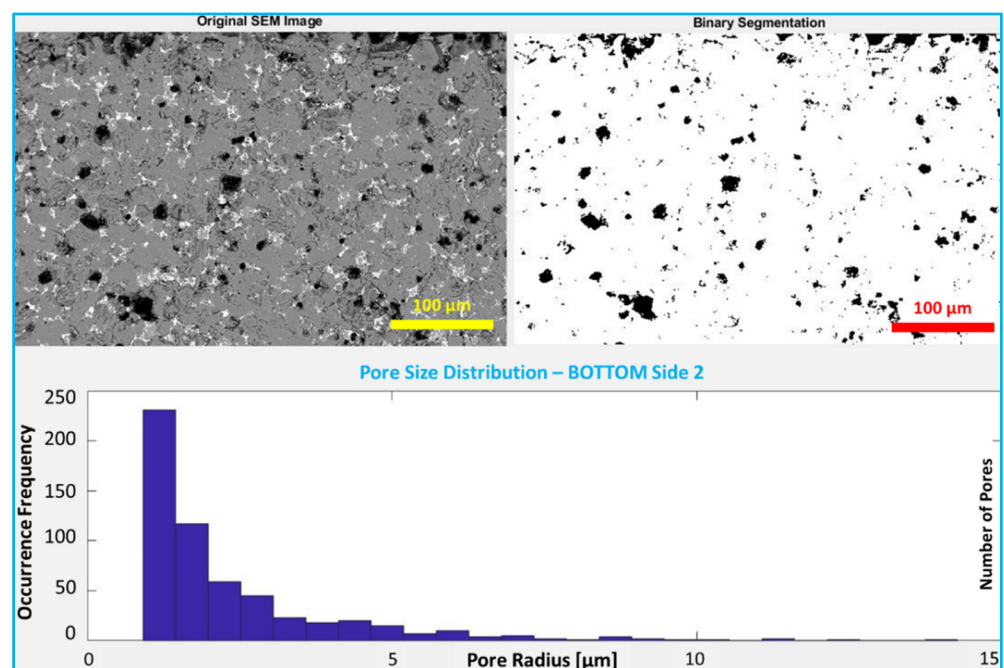 Original SEM Image
Binary Segmentation
100 µm
100 µm
Pore Size Distribution – BOTTOM Side 2
Occurrence Frequency
250
200
150
100
50
0
Number of Pores
0
5
10
15
Pore Radius [µm]